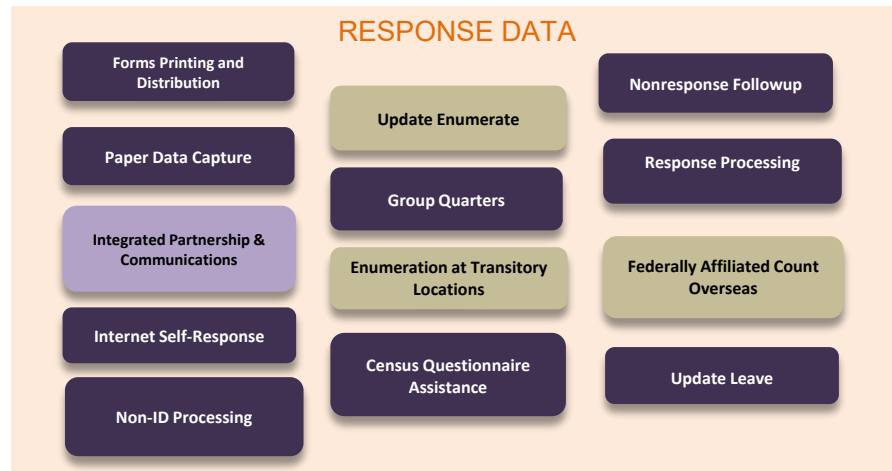 RESPONSE DATA
Forms Printing and
Distribution
Paper Data Capture
Integrated Partnership &
Communications
Internet Self-Response
Non-ID Processing
Update Enumerate
Group Quarters
Enumeration at Transitory
Locations
Census Questionnaire
Assistance
Nonresponse Followup
Response Processing
Federally Affiliated Count
Overseas
Update Leave